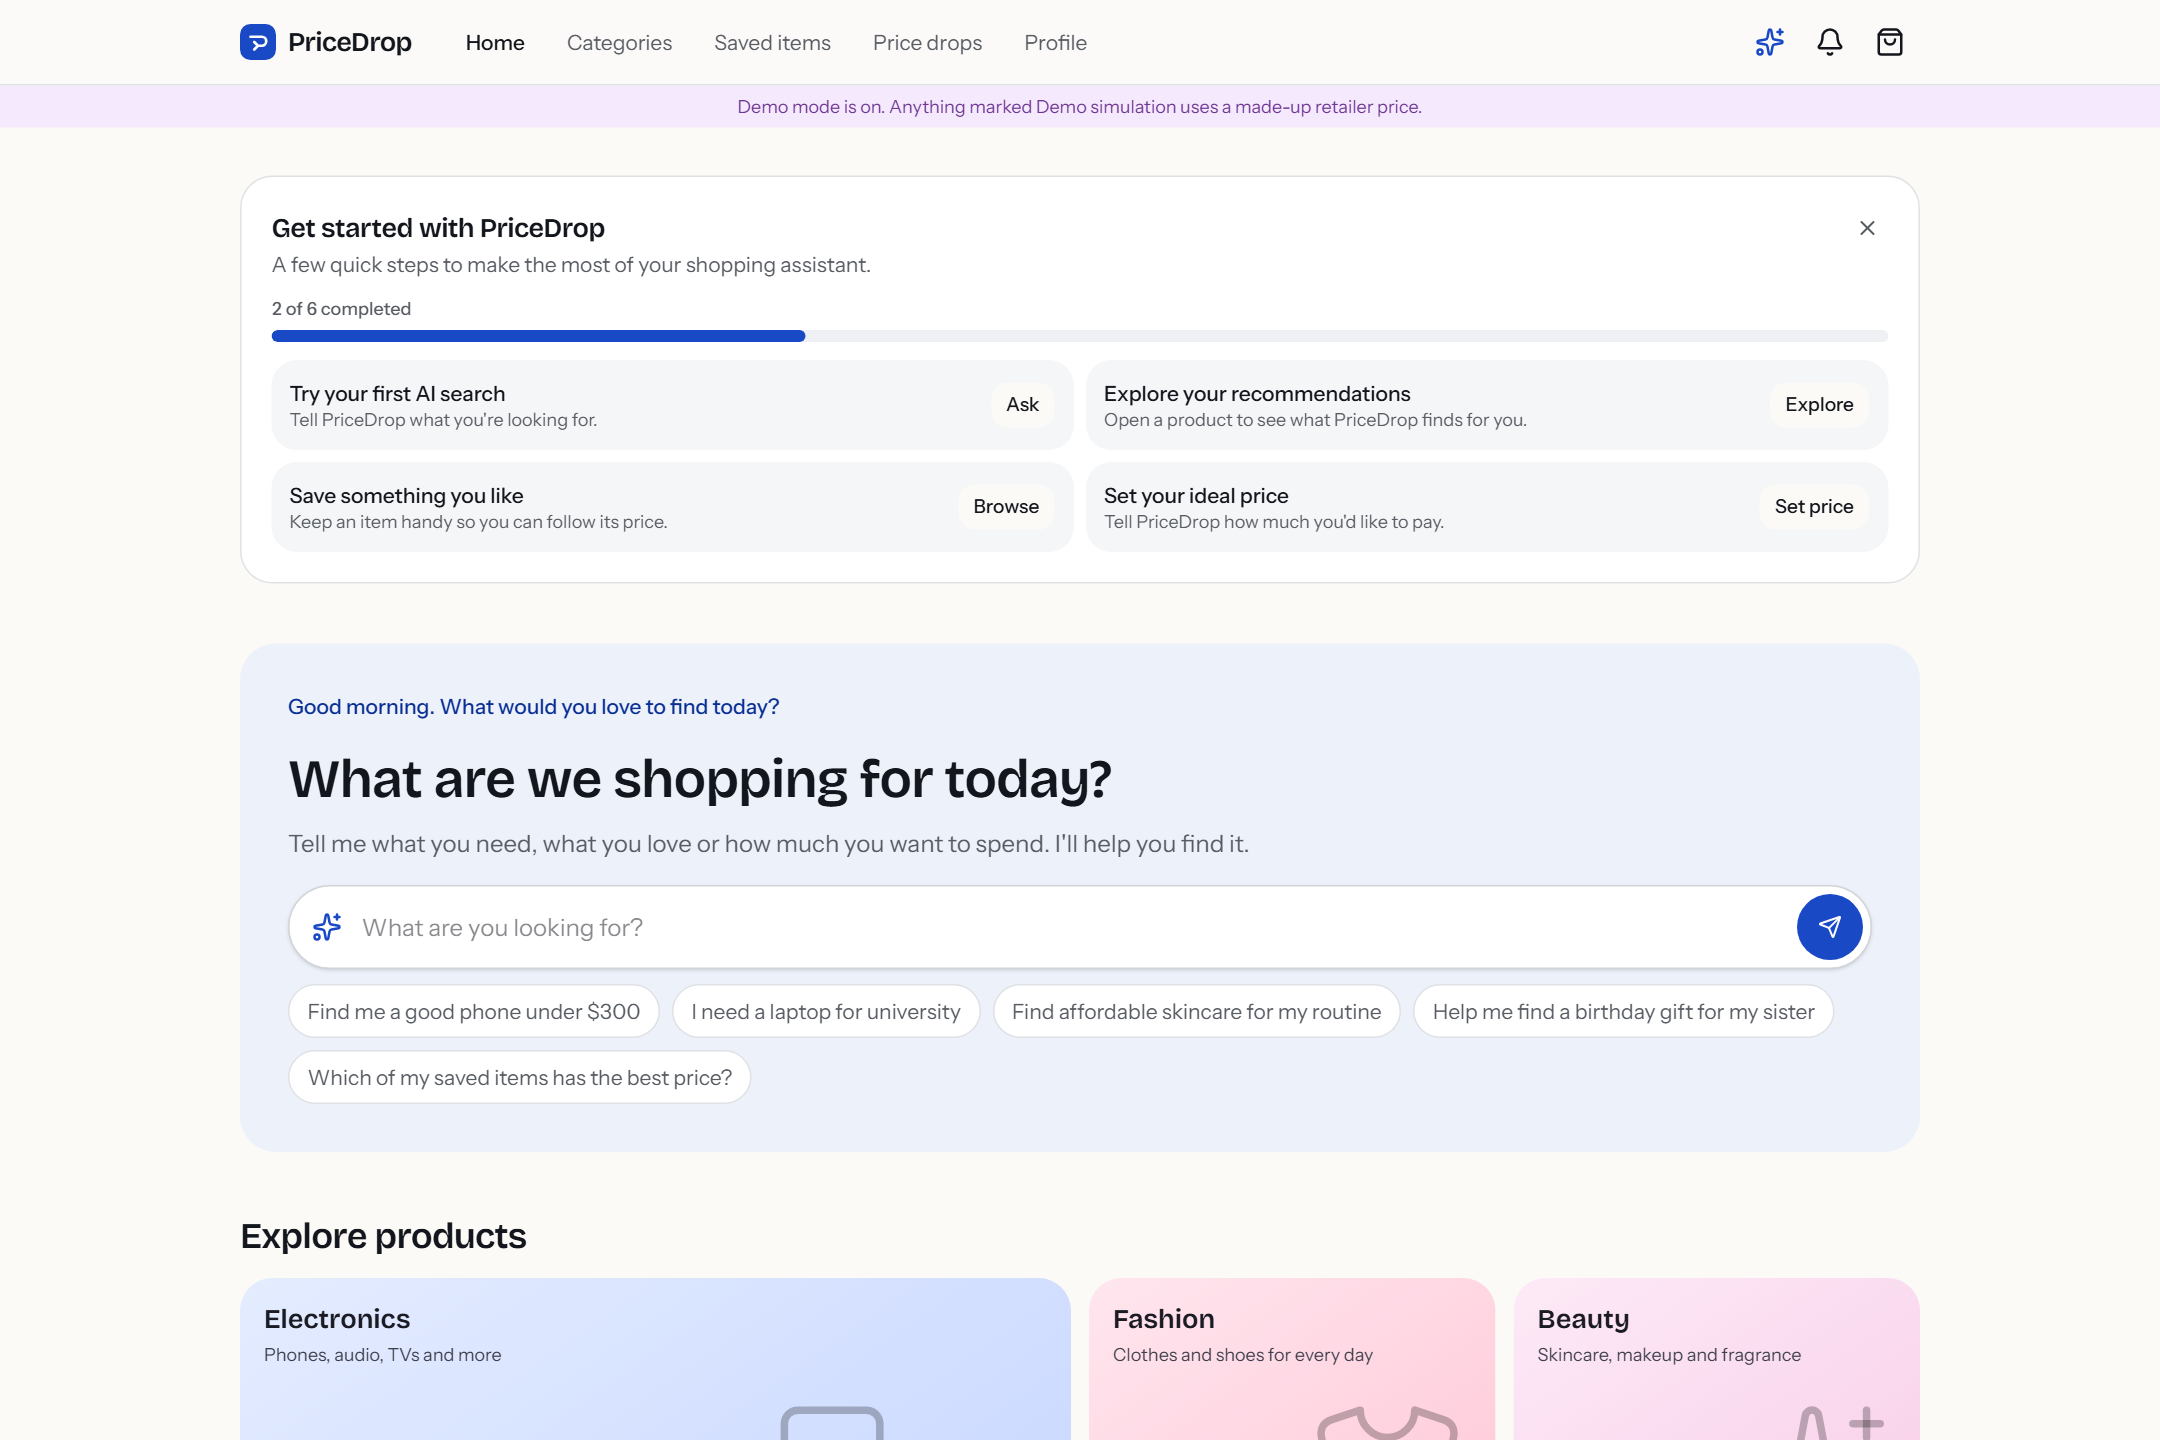 PriceDrop
Home
Categories
Saved items
Price drops
Profile
Demo mode is on. Anything marked Demo simulation uses a made-up retailer price.
Get started with PriceDrop
A few quick steps to make the most of your shopping assistant.
2 of 6 completed
Try your first AI search
Tell PriceDrop what you're looking for.
Ask
Explore your recommendations
Open a product to see what PriceDrop finds for you.
Explore
Save something you like
Keep an item handy so you can follow its price.
Browse
Set your ideal price
Tell PriceDrop how much you'd like to pay.
Set price
Good morning. What would you love to find today?
What are we shopping for today?
Tell me what you need, what you love or how much you want to spend. I'll help you find it.
What are you looking for?
Find me a good phone under $300
I need a laptop for university
Find affordable skincare for my routine
Help me find a birthday gift for my sister
Which of my saved items has the best price?
Explore products
Electronics
Phones, audio, TVs and more
Fashion
Clothes and shoes for every day
Beauty
Skincare, makeup and fragrance